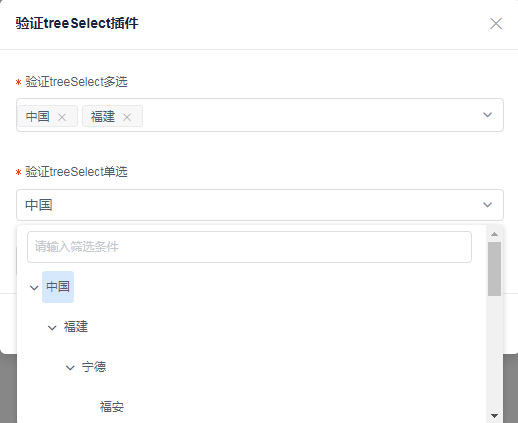 验证treeSelect插件
* 验证treeSelect多选
中国 福建
* 验证treeSelect单选
中国
请输入筛选条件
中国
福建
宁德
福安